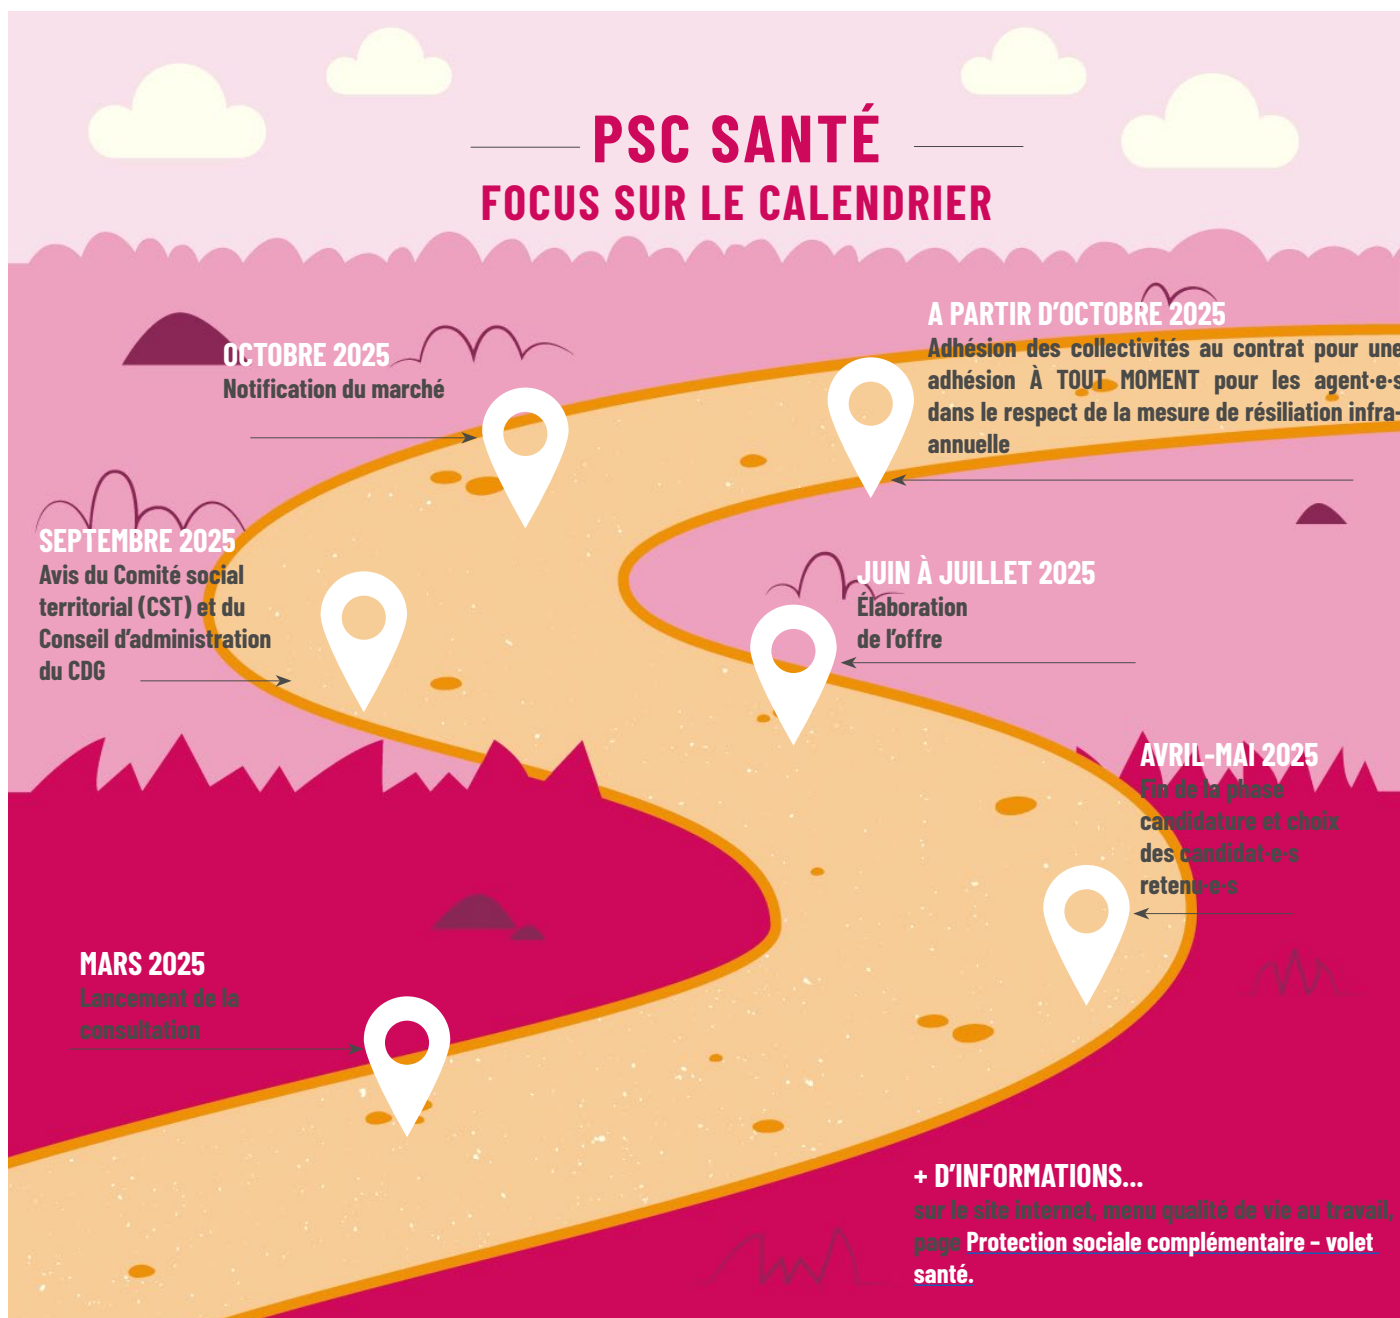 PSC SANTÉ
FOCUS SUR LE CALENDRIER
OCTOBRE 2025
Notification du marché
A PARTIR D'OCTOBRE 2025
Adhésion des collectivités au contrat pour une
adhésion À TOUT MOMENT pour les agent·e·s
dans le respect de la mesure de résiliation infra-
annuelle
SEPTEMBRE 2025
Avis du Comité social
territorial (CST) et du
Conseil d'administration
du CDG
JUIN À JUILLET 2025
Élaboration
de l'offre
AVRIL-MAI 2025
Fin de la phase
candidature et choix
des candidat·e·s
retenu·e·s
MARS 2025
Lancement de la
consultation
+ D'INFORMATIONS...
sur le site internet, menu qualité de vie au travail,
page Protection sociale complémentaire – volet
santé.